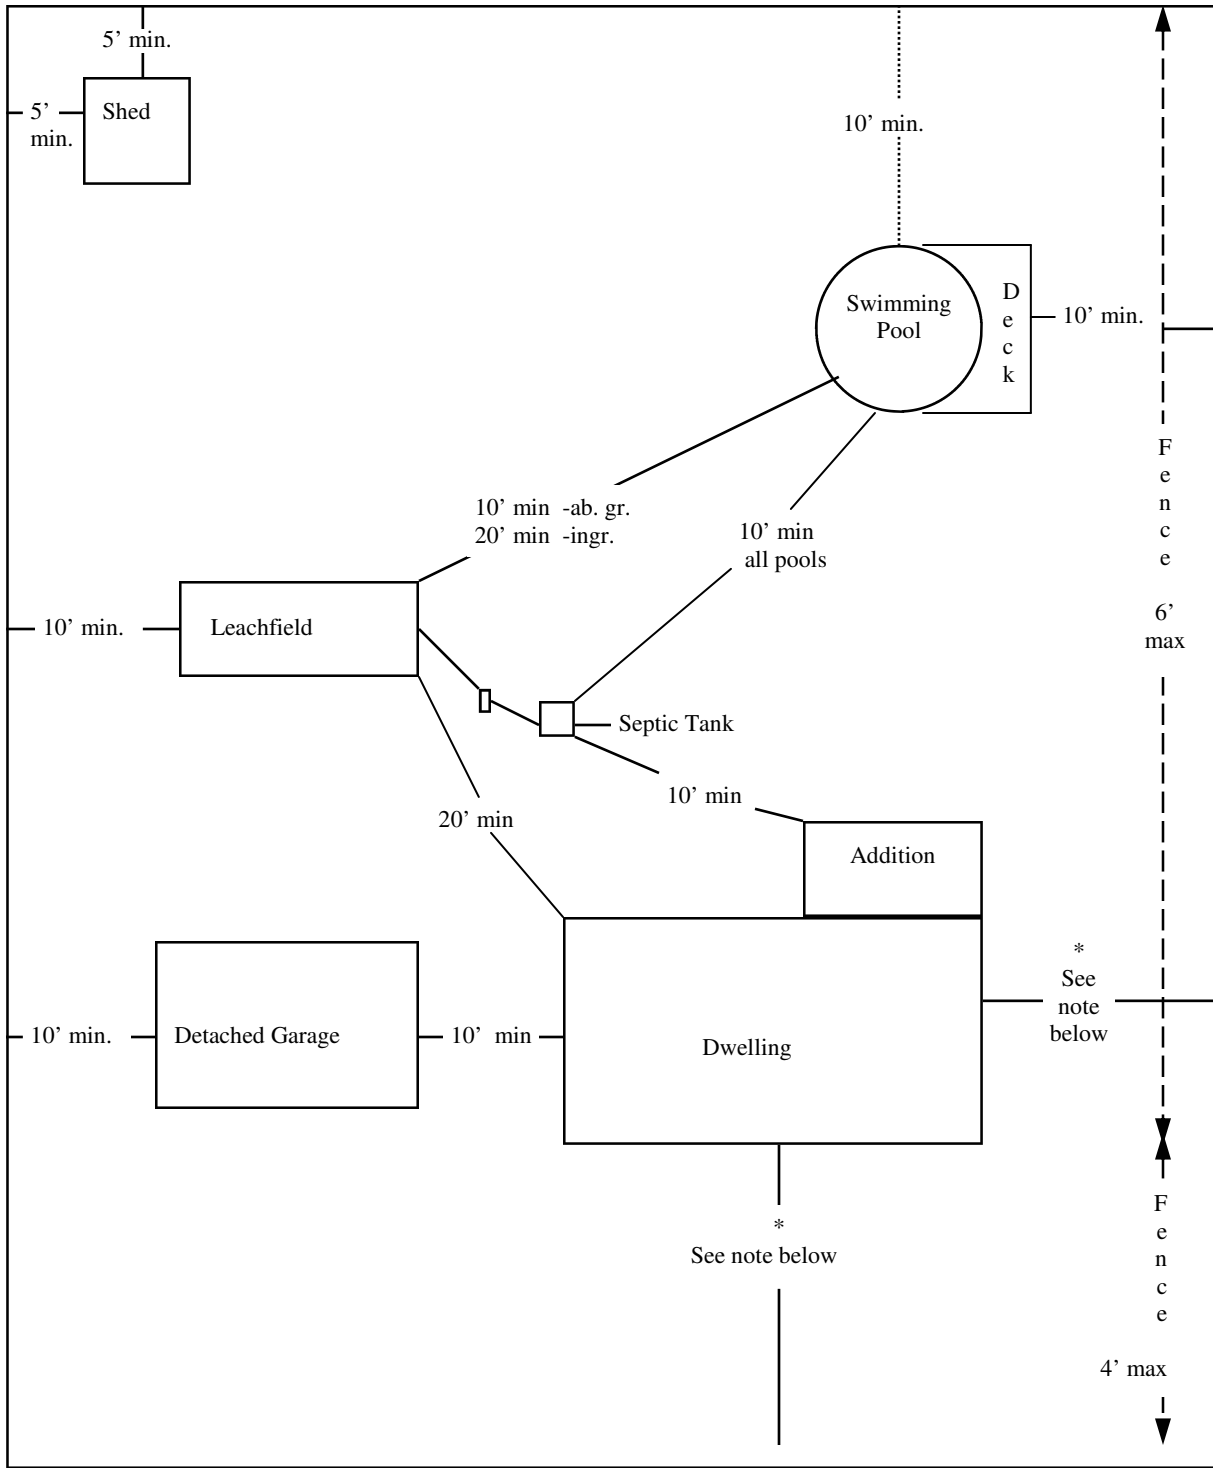 5’ min.
5’
min.
Shed
10’ min.
Swimming
Pool
D
e
c
k
10’ min.
F
e
n
c
e
6’
max
10’ min  -ab. gr.
20’ min  -ingr.
10’ min
all pools
10’ min.
Leachfield
Septic Tank
10’ min
20’ min
Addition
*
See
note
below
10’ min.
Detached Garage
10’  min
Dwelling
*
See note below
F
e
n
c
e
4’ max